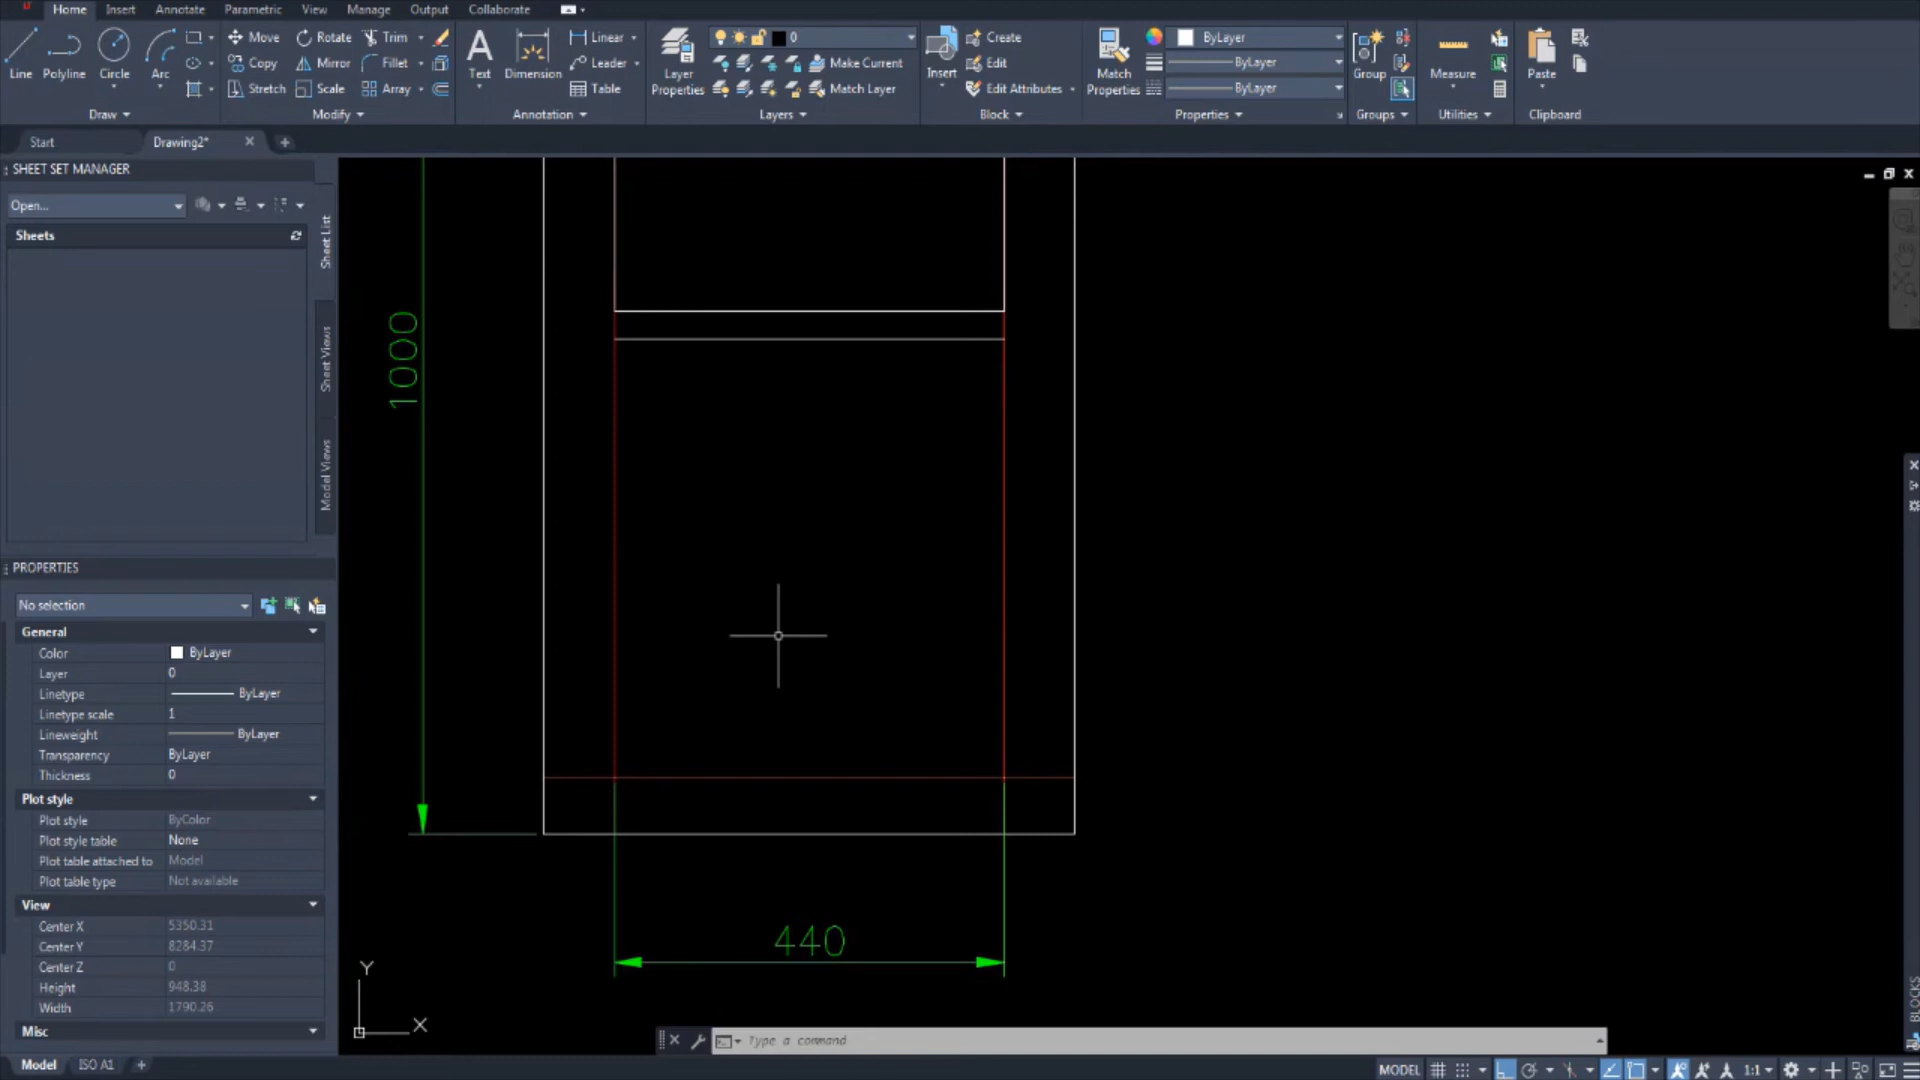 Home Insert Annotate Parametric View Manage Output Collaborate
Line Polyline Circle Arc
Move Rotate Trim
Copy Mirror Fillet
Stretch Scale Array
Text Dimension
Linear
Leader
Table
Layer Properties
0
Make Current
Match Layer
Insert
Create
Edit
Edit Attributes
Match Properties
ByLayer
ByLayer
ByLayer
Group
Measure
Paste
Draw Modify Annotation Layers Block Properties Groups Utilities Clipboard
Start Drawing2*
SHEET SET MANAGER
Open...
Sheets
Sheet List
Sheet Views
Model Views
PROPERTIES
No selection
General
Color ByLayer
Layer 0
Linetype ByLayer
Linetype scale 1
Lineweight ByLayer
Transparency ByLayer
Thickness 0
Plot style
Plot style ByColor
Plot style table None
Plot table attached to Model
Plot table type Not available
View
Center X 5350.31
Center Y 8284.37
Center Z 0
Height 948.38
Width 1790.26
Misc
1000
440
Y
X
BLOCKS
Type a command
Model ISO A1
MODEL 1:1